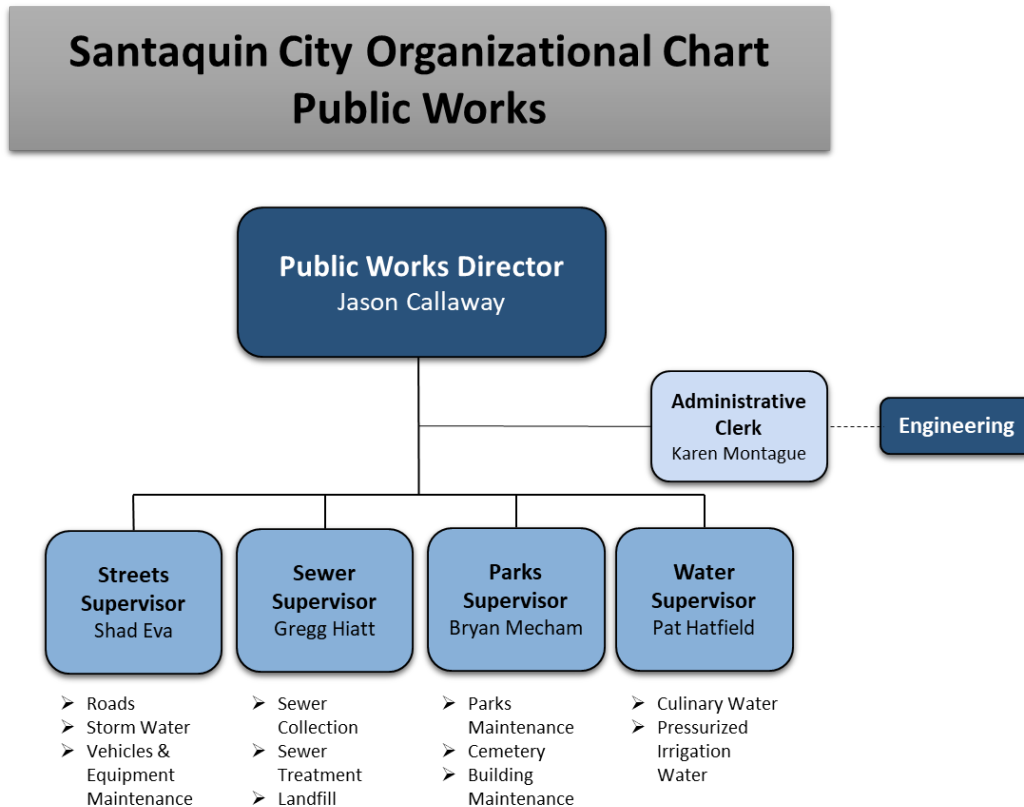 Santaquin City Organizational Chart
Public Works
Public Works Director
Jason Callaway
Administrative
Clerk
Karen Montague
Engineering
Streets
Supervisor
Shad Eva
Sewer
Supervisor
Gregg Hiatt
Parks
Supervisor
Bryan Mecham
Water
Supervisor
Pat Hatfield
Roads
Storm Water
Vehicles &
Equipment
Maintenance
Sewer
Collection
Sewer
Treatment
Landfill
Parks
Maintenance
Cemetery
Building
Maintenance
Culinary Water
Pressurized
Irrigation
Water